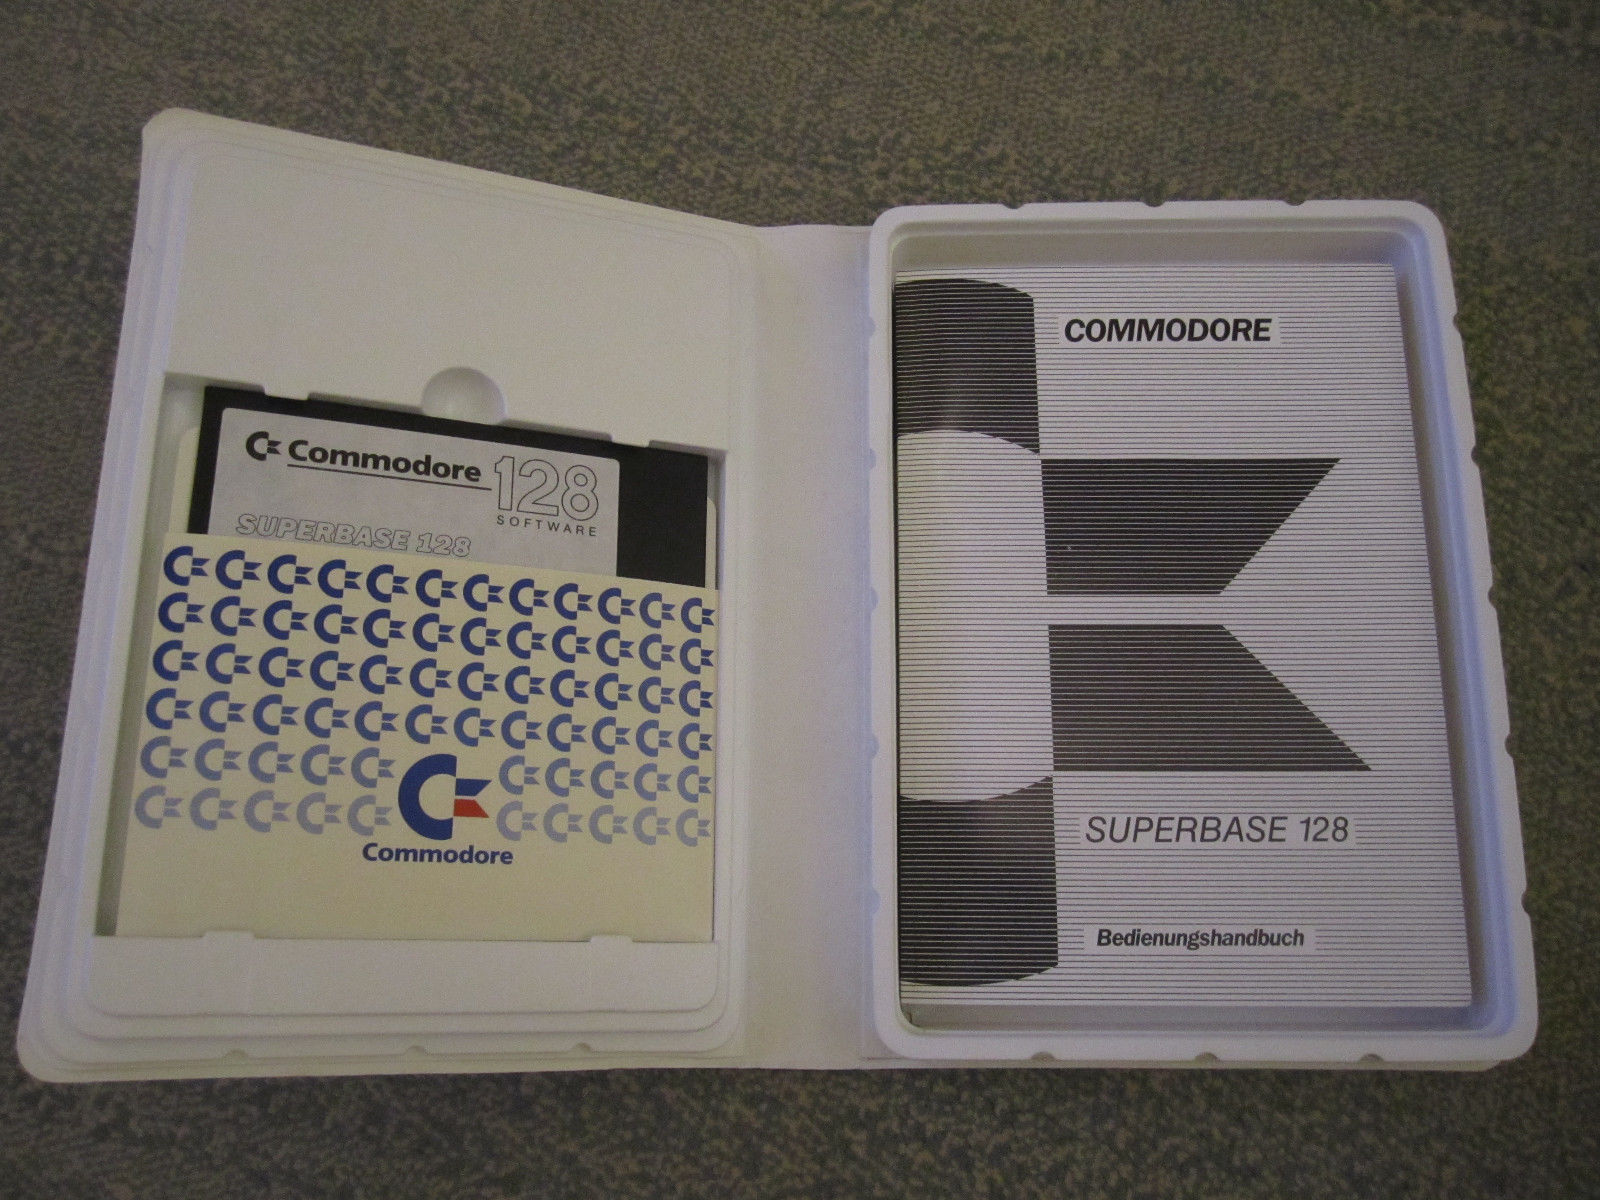 Commodore 128
SOFTWARE
SUPERBASE 128
Commodore
COMMODORE
SUPERBASE 128
Bedienungshandbuch